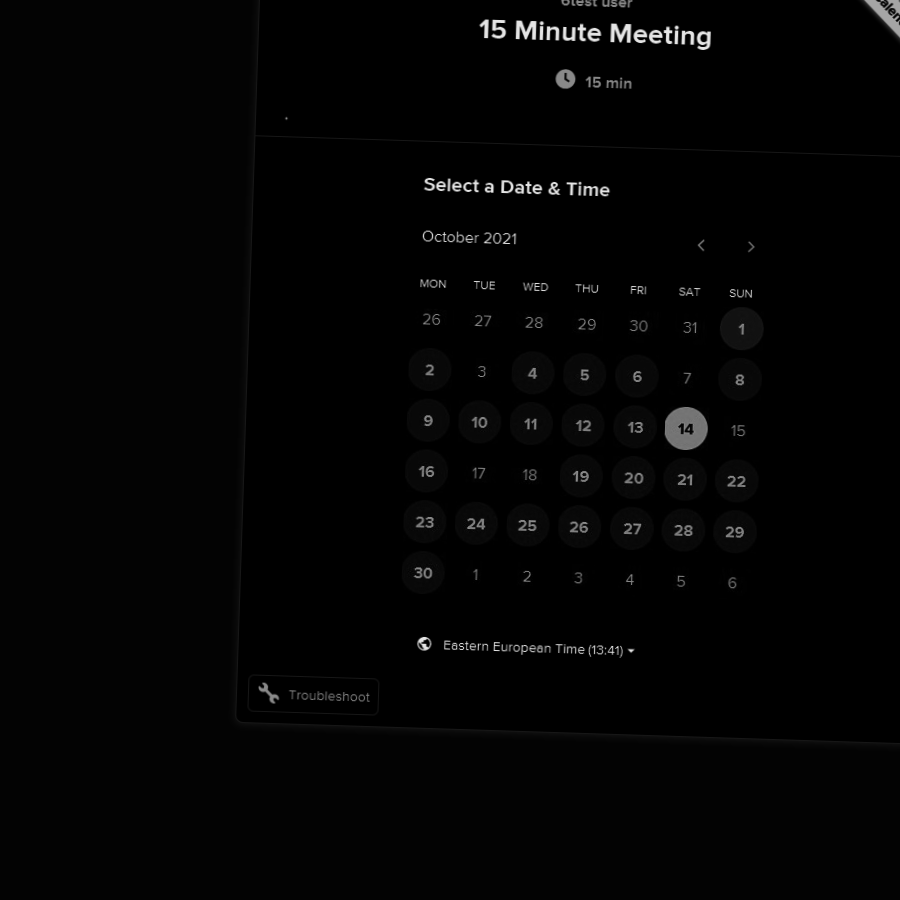 6test user
15 Minute Meeting
15 min
Select a Date & Time
October 2021
MON TUE WED THU FRI SAT SUN
26 27 28 29 30 31 1
2 3 4 5 6 7 8
9 10 11 12 13 14 15
16 17 18 19 20 21 22
23 24 25 26 27 28 29
30 1 2 3 4 5 6
Eastern European Time (13:41)
Troubleshoot